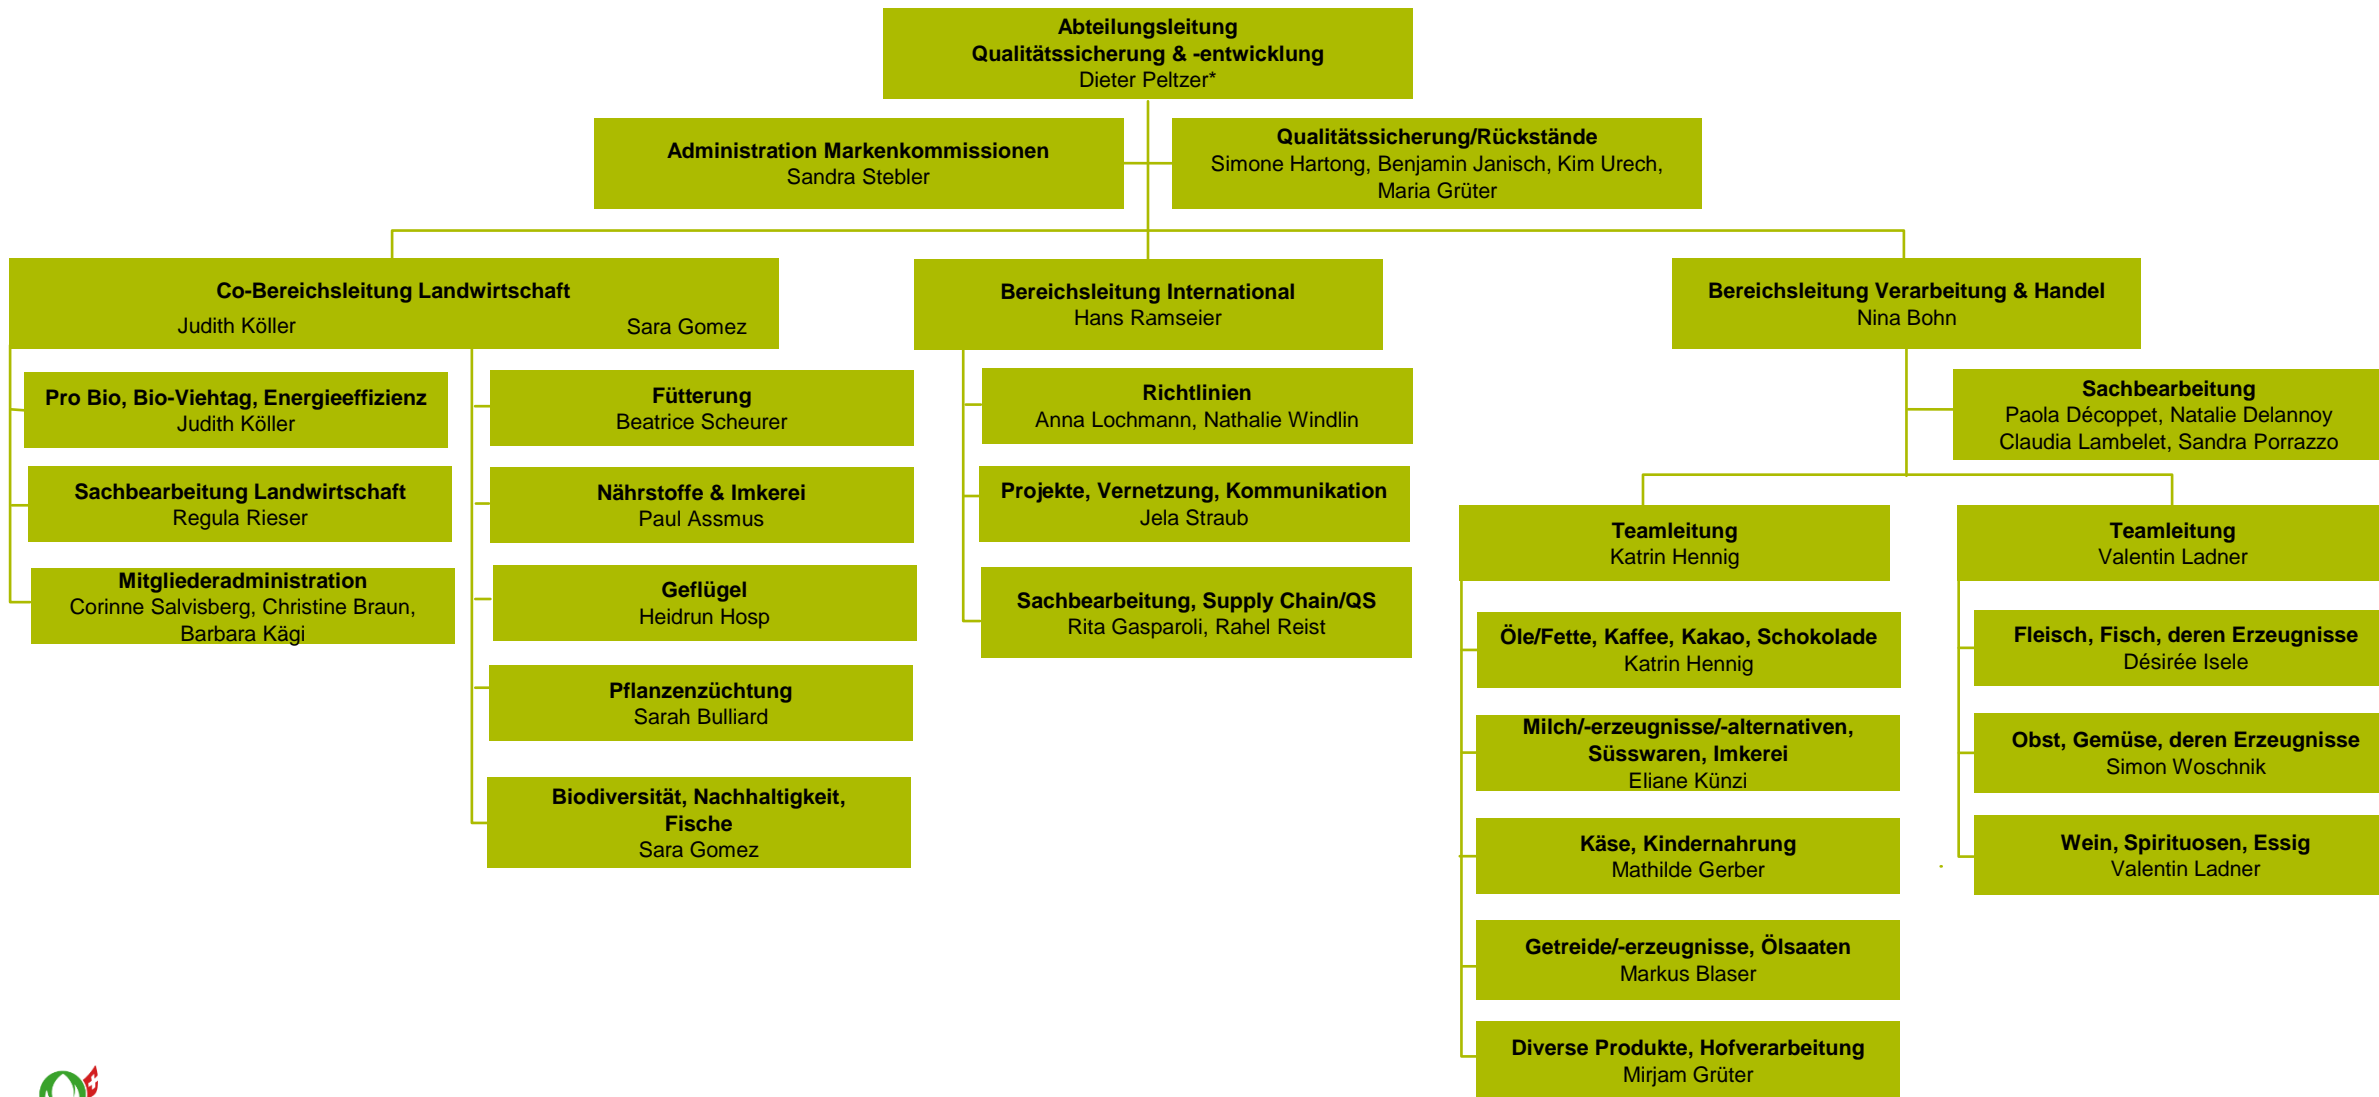 Abteilungsleitung
Qualitätssicherung & -entwicklung
Dieter Peltzer*
Administration Markenkommissionen
Sandra Stebler
Qualitätssicherung/Rückstände
Simone Hartong, Benjamin Janisch, Kim Urech,
Maria Grüter
Co-Bereichsleitung Landwirtschaft
Judith Köller
Sara Gomez
Pro Bio, Bio-Viehtag, Energieeffizienz
Judith Köller
Sachbearbeitung Landwirtschaft
Regula Rieser
Mitgliederadministration
Corinne Salvisberg, Christine Braun,
Barbara Kägi
Fütterung
Beatrice Scheurer
Nährstoffe & Imkerei
Paul Assmus
Geflügel
Heidrun Hosp
Pflanzenzüchtung
Sarah Bulliard
Biodiversität, Nachhaltigkeit,
Fische
Sara Gomez
Bereichsleitung International
Hans Ramseier
Richtlinien
Anna Lochmann, Nathalie Windlin
Projekte, Vernetzung, Kommunikation
Jela Straub
Sachbearbeitung, Supply Chain/QS
Rita Gasparoli, Rahel Reist
Bereichsleitung Verarbeitung & Handel
Nina Bohn
Sachbearbeitung
Paola Décoppet, Natalie Delannoy
Claudia Lambelet, Sandra Porrazzo
Teamleitung
Katrin Hennig
Öle/Fette, Kaffee, Kakao, Schokolade
Katrin Hennig
Milch/-erzeugnisse/-alternativen,
Süsswaren, Imkerei
Eliane Künzi
Käse, Kindernahrung
Mathilde Gerber
Getreide/-erzeugnisse, Ölsaaten
Markus Blaser
Diverse Produkte, Hofverarbeitung
Mirjam Grüter
Teamleitung
Valentin Ladner
Fleisch, Fisch, deren Erzeugnisse
Désirée Isele
Obst, Gemüse, deren Erzeugnisse
Simon Woschnik
Wein, Spirituosen, Essig
Valentin Ladner